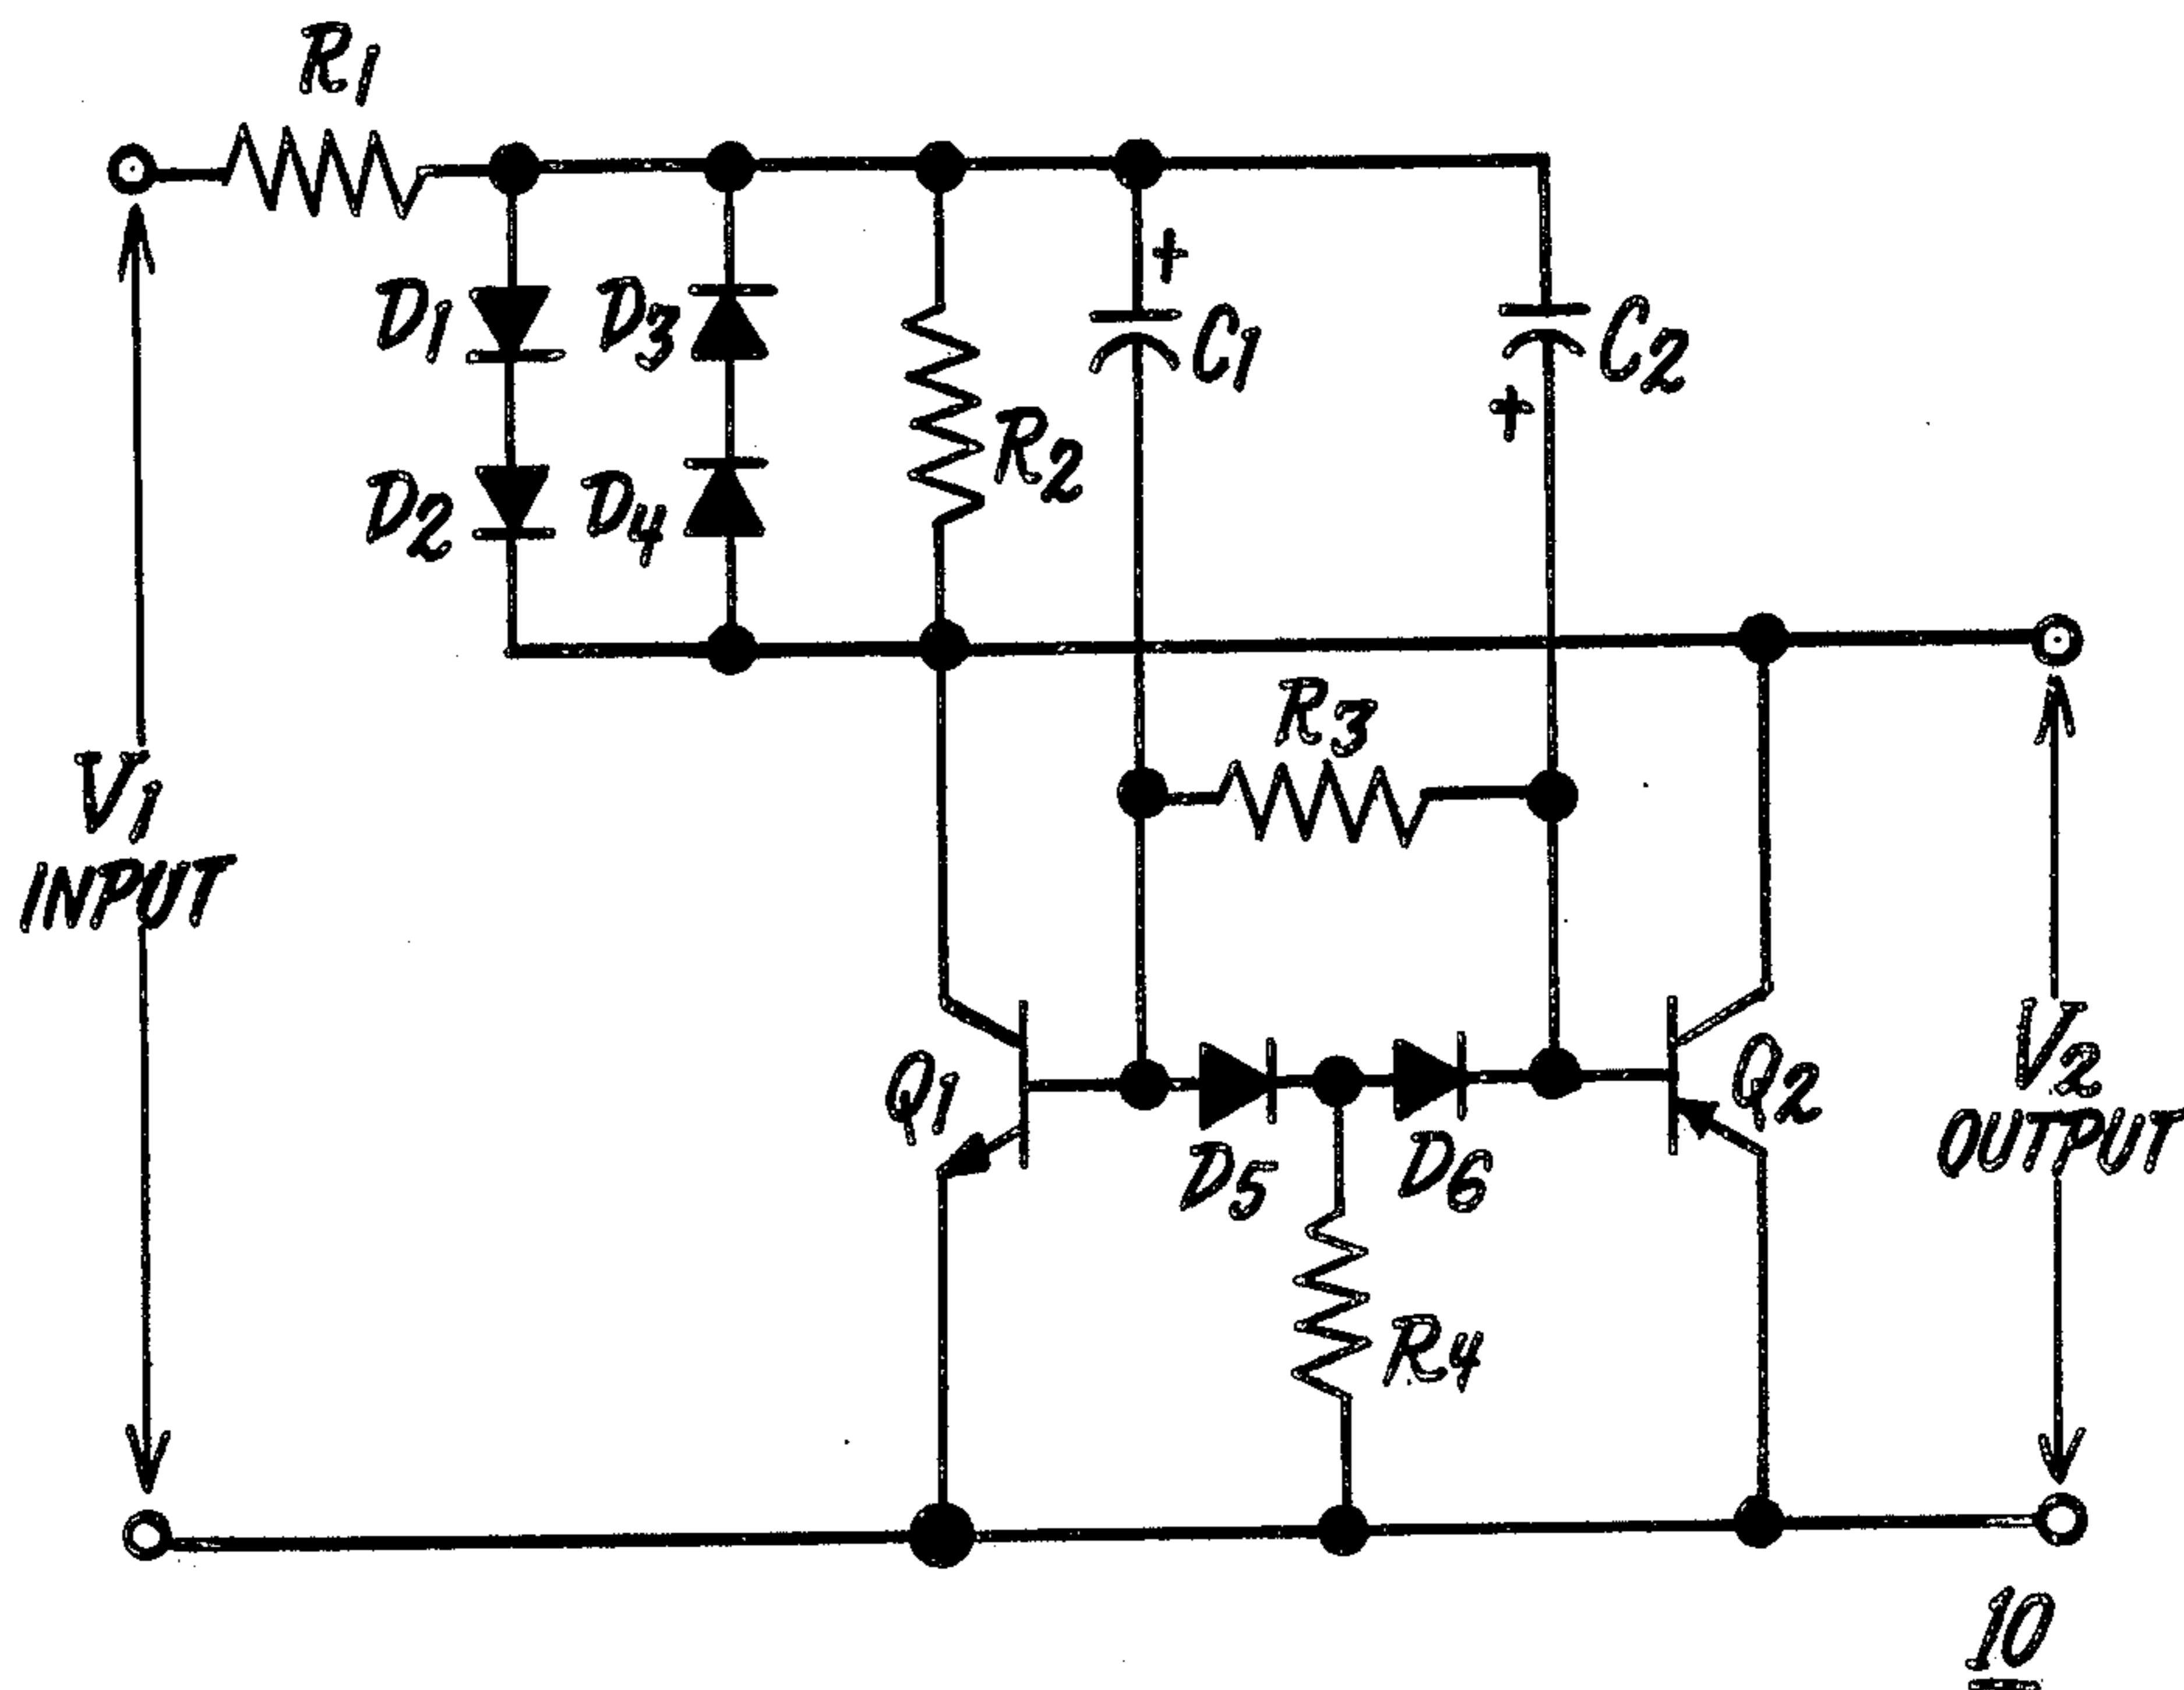 R1
D1
D3
C1
C2
+
+
R2
D2
D4
R3
V1
INPUT
Q1
Q2
V2
OUTPUT
D5
D6
R4
10